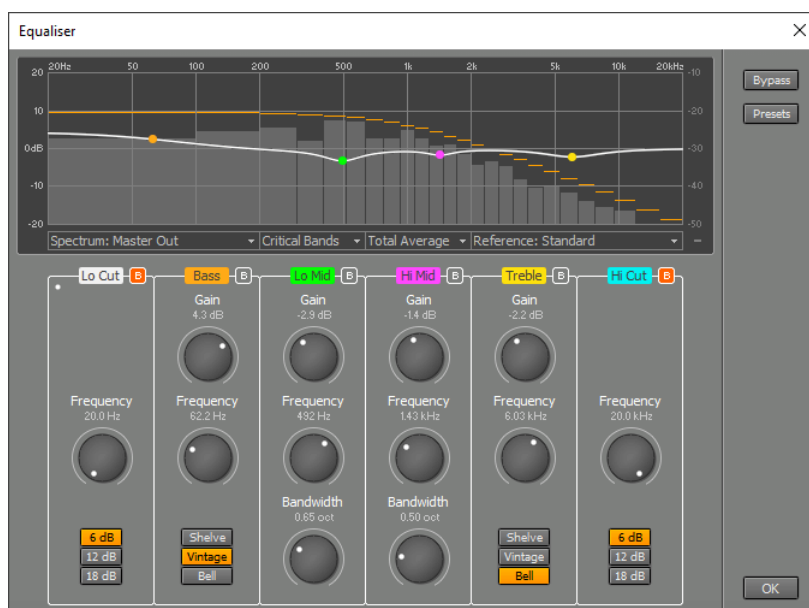 Equaliser
20Hz 50 100 200 500 1k 2k 5k 10k 20kHz
20 -10
10 -20
0dB -30
-10 -40
-20 -50
Bypass
Presets
Spectrum: Master Out Critical Bands Total Average Reference: Standard
Lo Cut B Bass B Lo Mid B Hi Mid B Treble B Hi Cut B
Gain Gain Gain Gain
4.3 dB -2.9 dB -1.4 dB -2.2 dB
Frequency Frequency Frequency Frequency Frequency Frequency
20.0 Hz 62.2 Hz 492 Hz 1.43 kHz 6.03 kHz 20.0 kHz
Bandwidth Bandwidth
0.65 oct 0.50 oct
6 dB Shelve Shelve 6 dB
12 dB Vintage Vintage 12 dB
18 dB Bell Bell 18 dB
OK